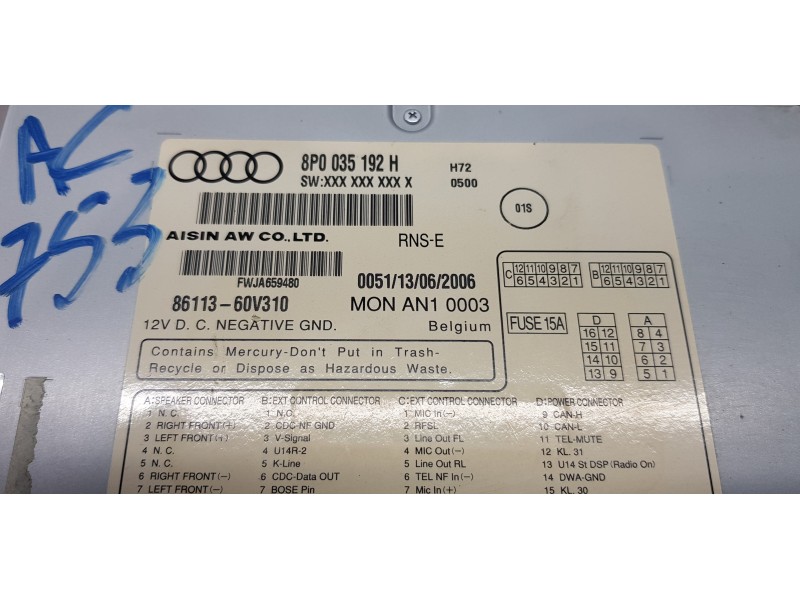 AC
753
8P0 035 192 H
H72
SW:XXX XXX XXX X
0500
01S
AISIN AW CO.,LTD.
RNS-E
FWJA659480
0051/13/06/2006
86113-60V310
MON AN1 0003
12V D. C. NEGATIVE GND.
Belgium
Contains Mercury-Don't Put in Trash-
Recycle or Dispose as Hazardous Waste.
C 12 11 10 9 8 7
6 5 4 3 2 1
B 12 11 10 9 8 7
6 5 4 3 2 1
FUSE 15A
D
16 12
15 11
14 10
13 9
A
8 4
7 3
6 2
5 1
A: SPEAKER CONNECTOR
1 N. C.
2 RIGHT FRONT(+)
3 LEFT FRONT(+)
4 N. C.
5 N. C.
6 RIGHT FRONT(-)
7 LEFT FRONT(-)
B: EXT CONTROL CONNECTOR
1 N.C.
2 CDC-NF GND
3 V-Signal
4 U14R-2
5 K-Line
6 CDC-Data OUT
7 BOSE Pin
C: EXT CONTROL CONNECTOR
1 MIC In(-)
2 RFSL
3 Line Out FL
4 MIC Out(-)
5 Line Out RL
6 TEL NF In(-)
7 Mic In(+)
D: POWER CONNECTOR
9 CAN-H
10 CAN-L
11 TEL-MUTE
12 KL. 31
13 U14 St DSP (Radio On)
14 DWA-GND
15 KL. 30